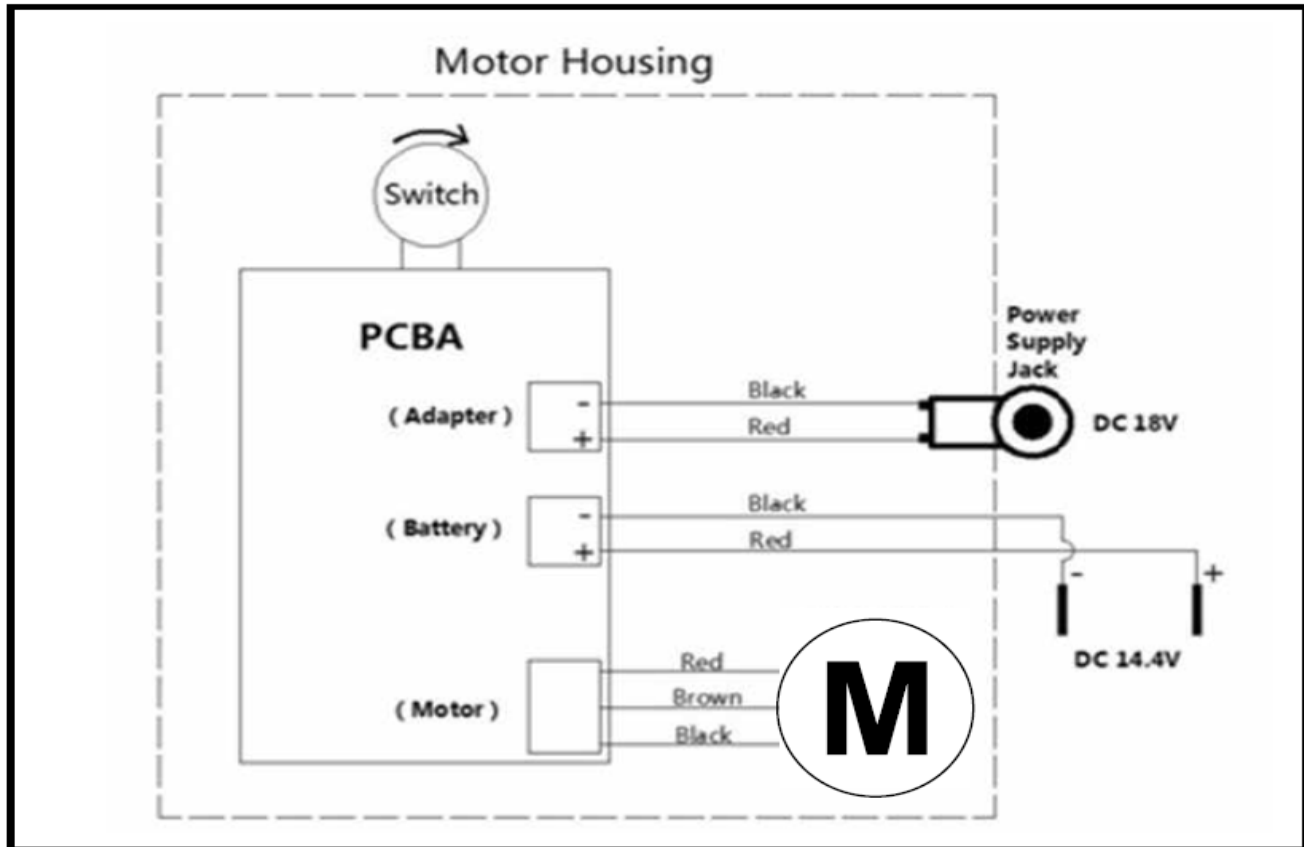 Motor Housing
Switch
PCBA
Power
Supply
Jack
( Adapter )
-
+
Black
Red
DC 18V
( Battery )
-
+
Black
Red
-
+
DC 14.4V
( Motor )
Red
Brown
Black
M